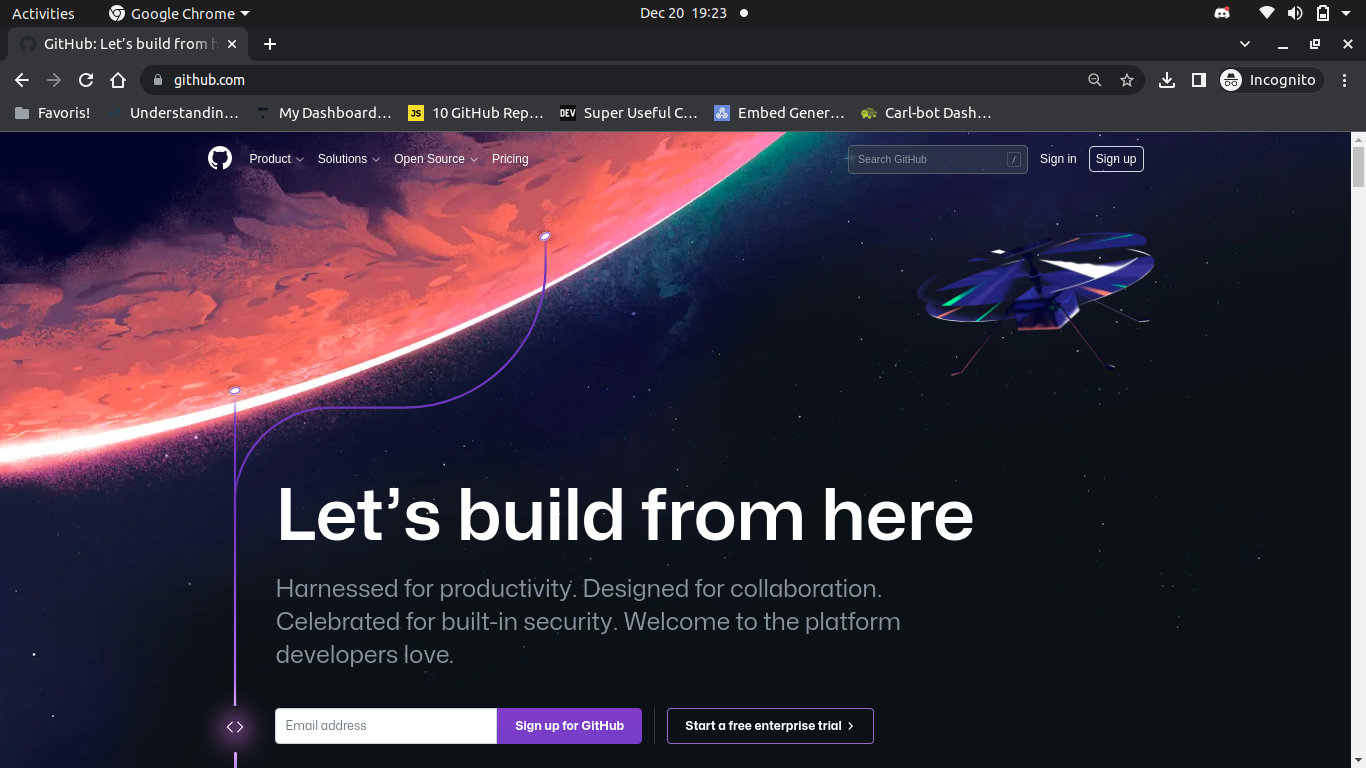 Activities
Google Chrome
Dec 20 19:23
GitHub: Let's build from h
github.com
Incognito
Favoris!
Understandin…
My Dashboard…
JS
10 GitHub Rep…
DEV
Super Useful C…
Embed Gener…
Carl-bot Dash…
Product
Solutions
Open Source
Pricing
Search GitHub
/
Sign in
Sign up
Let's build from here
Harnessed for productivity. Designed for collaboration.
Celebrated for built-in security. Welcome to the platform
developers love.
Email address
Sign up for GitHub
Start a free enterprise trial